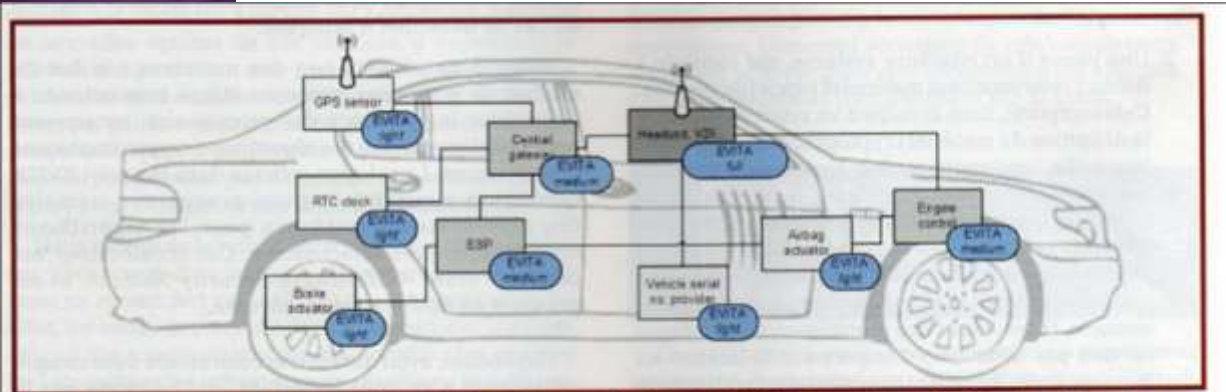 GPS sensor
EVITA
light
Central
gateway
EVITA
medium
Headunit, V2X
EVITA
full
RTC clock
EVITA
light
ESP
EVITA
medium
Engine
control
EVITA
medium
Airbag
actuator
EVITA
light
Vehicle serial
no. provider
EVITA
light
Brake
actuator
EVITA
light